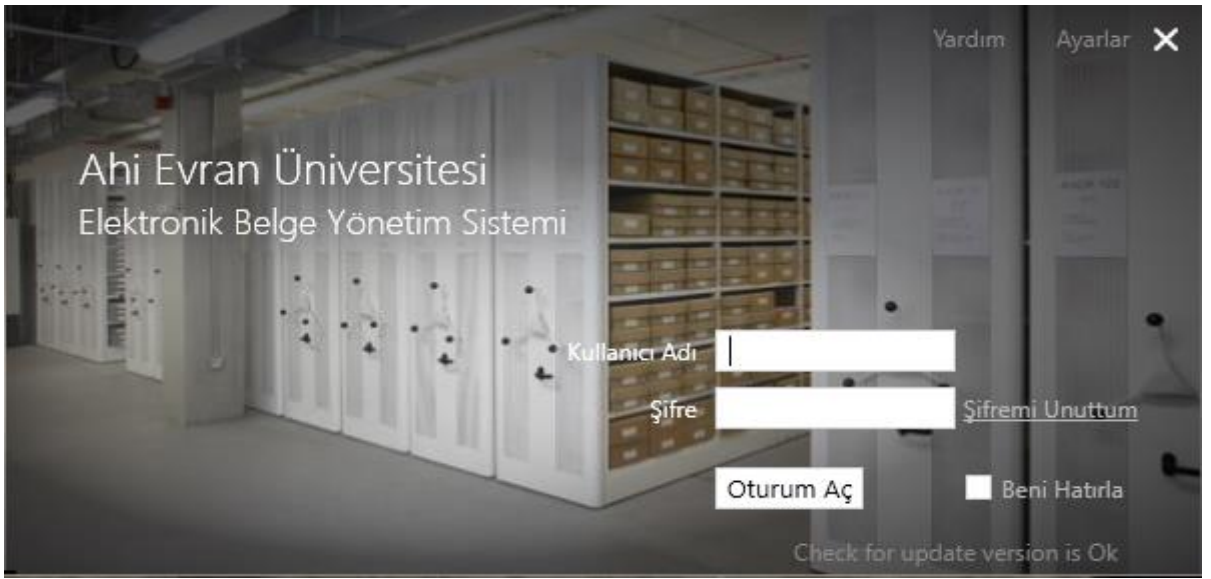 Yardım Ayarlar
Ahi Evran Üniversitesi
Elektronik Belge Yönetim Sistemi
Kullanıcı Adı
Şifre Şifremi Unuttum
Oturum Aç Beni Hatırla
Check for update version is Ok